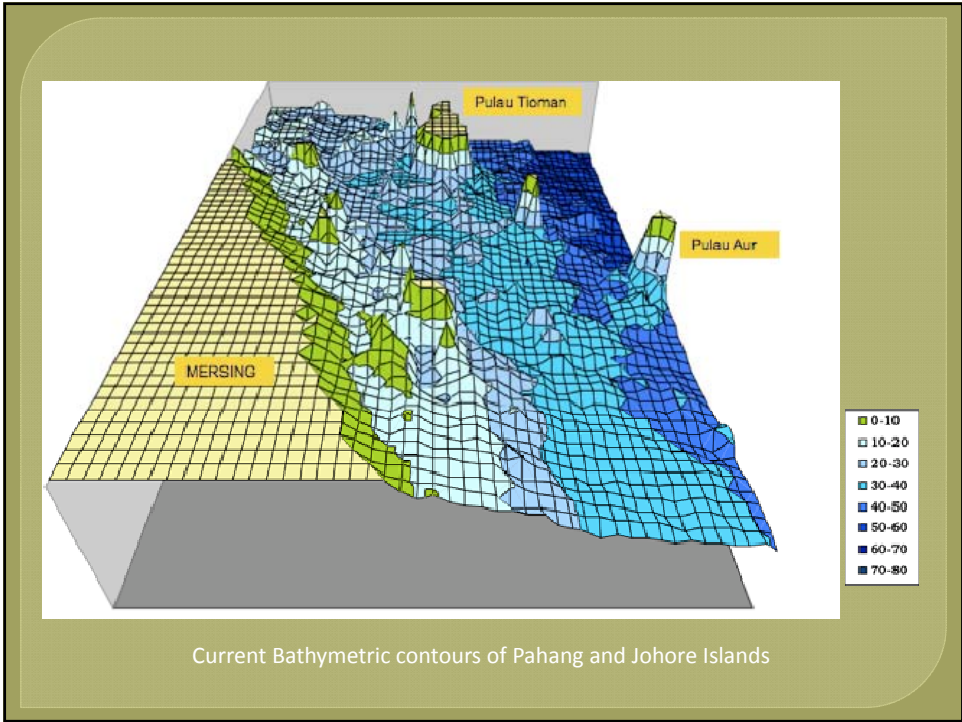 Pulau Tioman
Pulau Aur
MERSING
0-10
10-20
20-30
30-40
40-50
50-60
60-70
70-80
Current Bathymetric contours of Pahang and Johore Islands